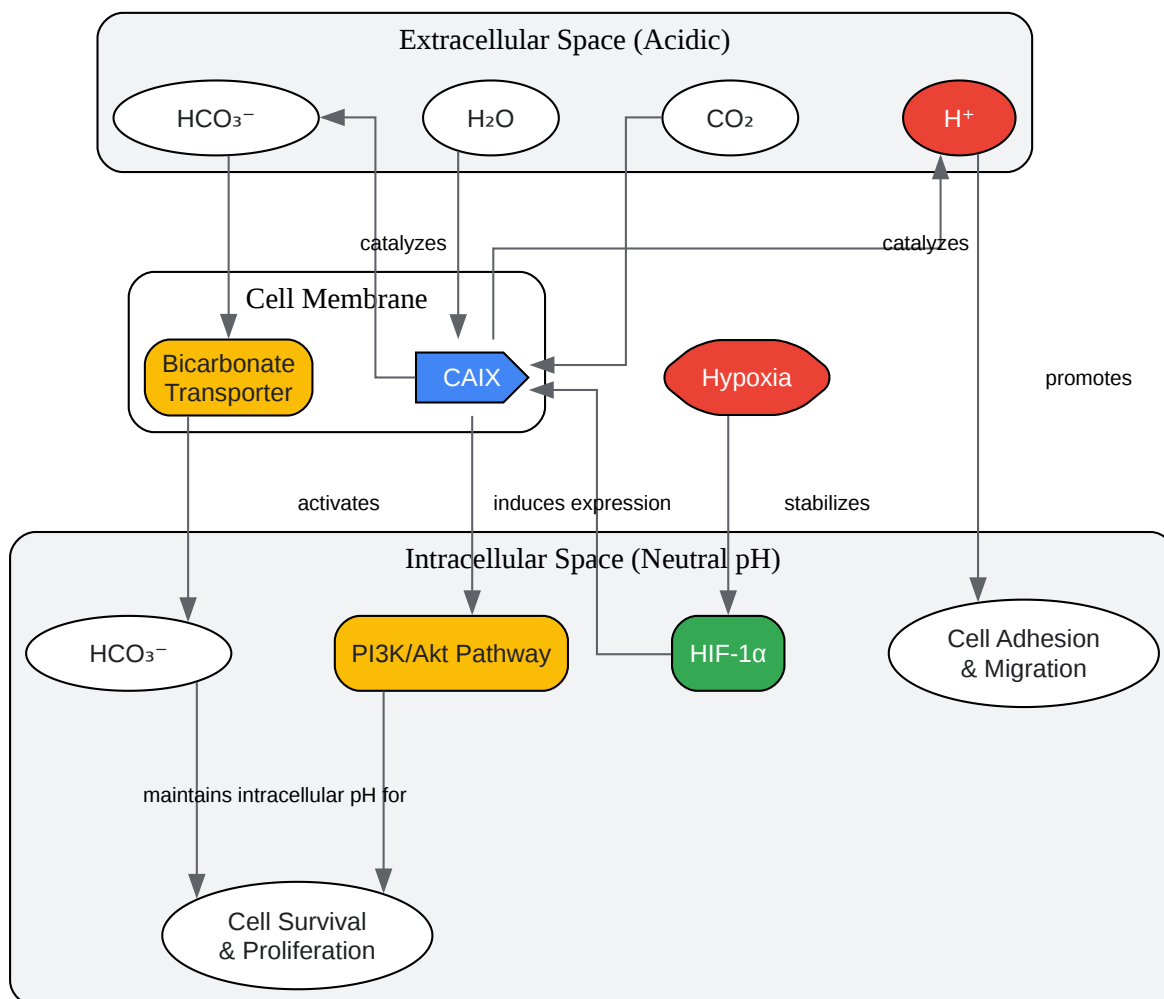 Extracellular Space (Acidic)
HCO₃⁻
H₂O
CO₂
H⁺
catalyzes
catalyzes
Cell Membrane
Bicarbonate
Transporter
CAIX
Hypoxia
promotes
activates
induces expression
stabilizes
Intracellular Space (Neutral pH)
HCO₃⁻
PI3K/Akt Pathway
HIF-1α
Cell Adhesion
& Migration
maintains intracellular pH for
Cell Survival
& Proliferation